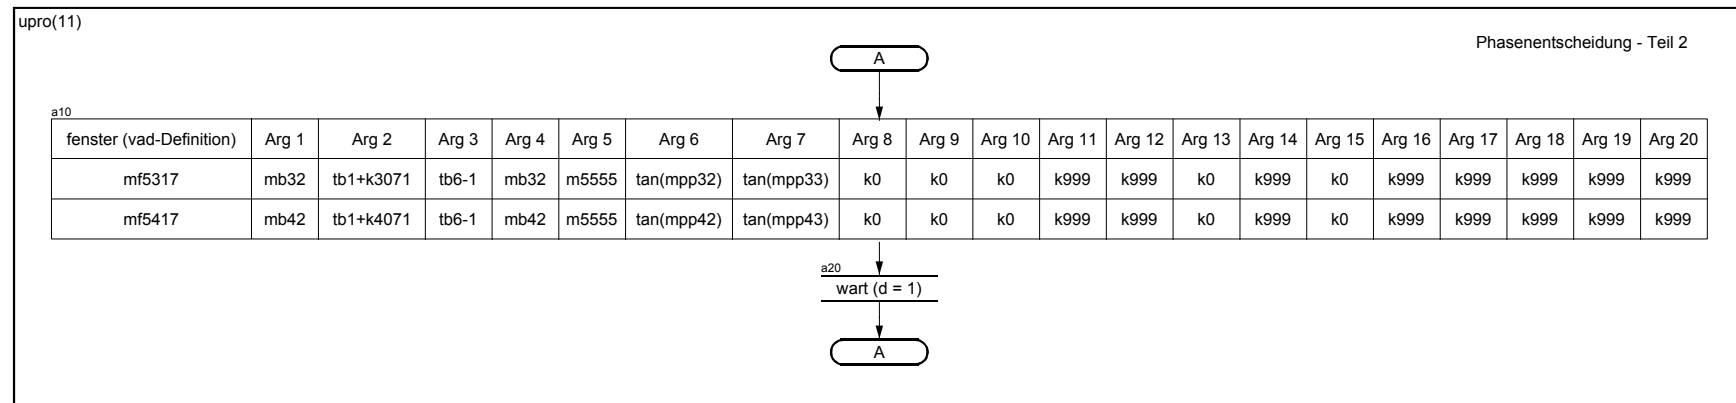 upro(11)
Phasenentscheidung - Teil 2
A
a10
fenster (vad-Definition) Arg 1 Arg 2 Arg 3 Arg 4 Arg 5 Arg 6 Arg 7 Arg 8 Arg 9 Arg 10 Arg 11 Arg 12 Arg 13 Arg 14 Arg 15 Arg 16 Arg 17 Arg 18 Arg 19 Arg 20
mf5317 mb32 tb1+k3071 tb6-1 mb32 m5555 tan(mpp32) tan(mpp33) k0 k0 k0 k999 k999 k0 k999 k0 k999 k999 k999 k999 k999
mf5417 mb42 tb1+k4071 tb6-1 mb42 m5555 tan(mpp42) tan(mpp43) k0 k0 k0 k999 k999 k0 k999 k0 k999 k999 k999 k999 k999
a20
wart (d = 1)
A